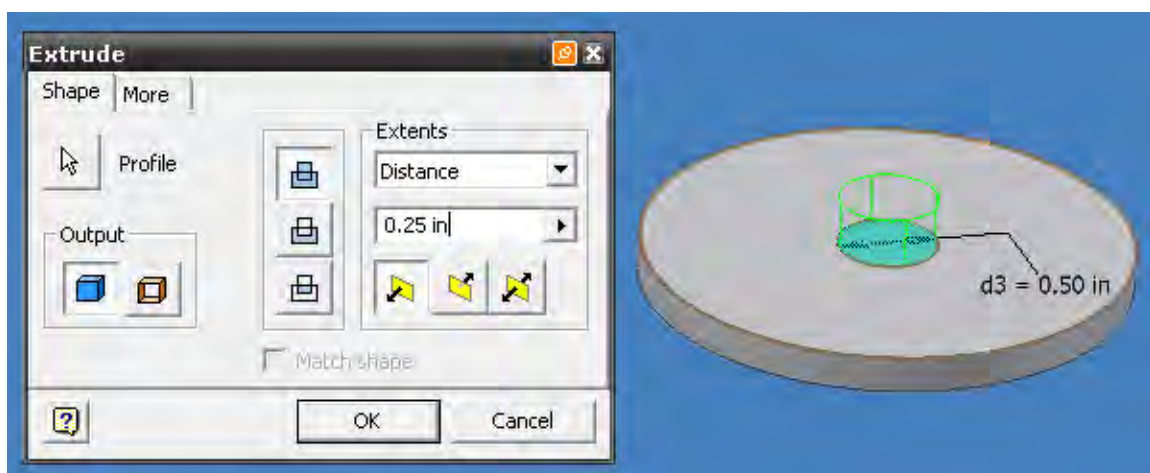 Extrude
Shape
More
Profile
Output
Extents
Distance
0.25 in
Match shape
OK
Cancel
?
d3 = 0.50 in